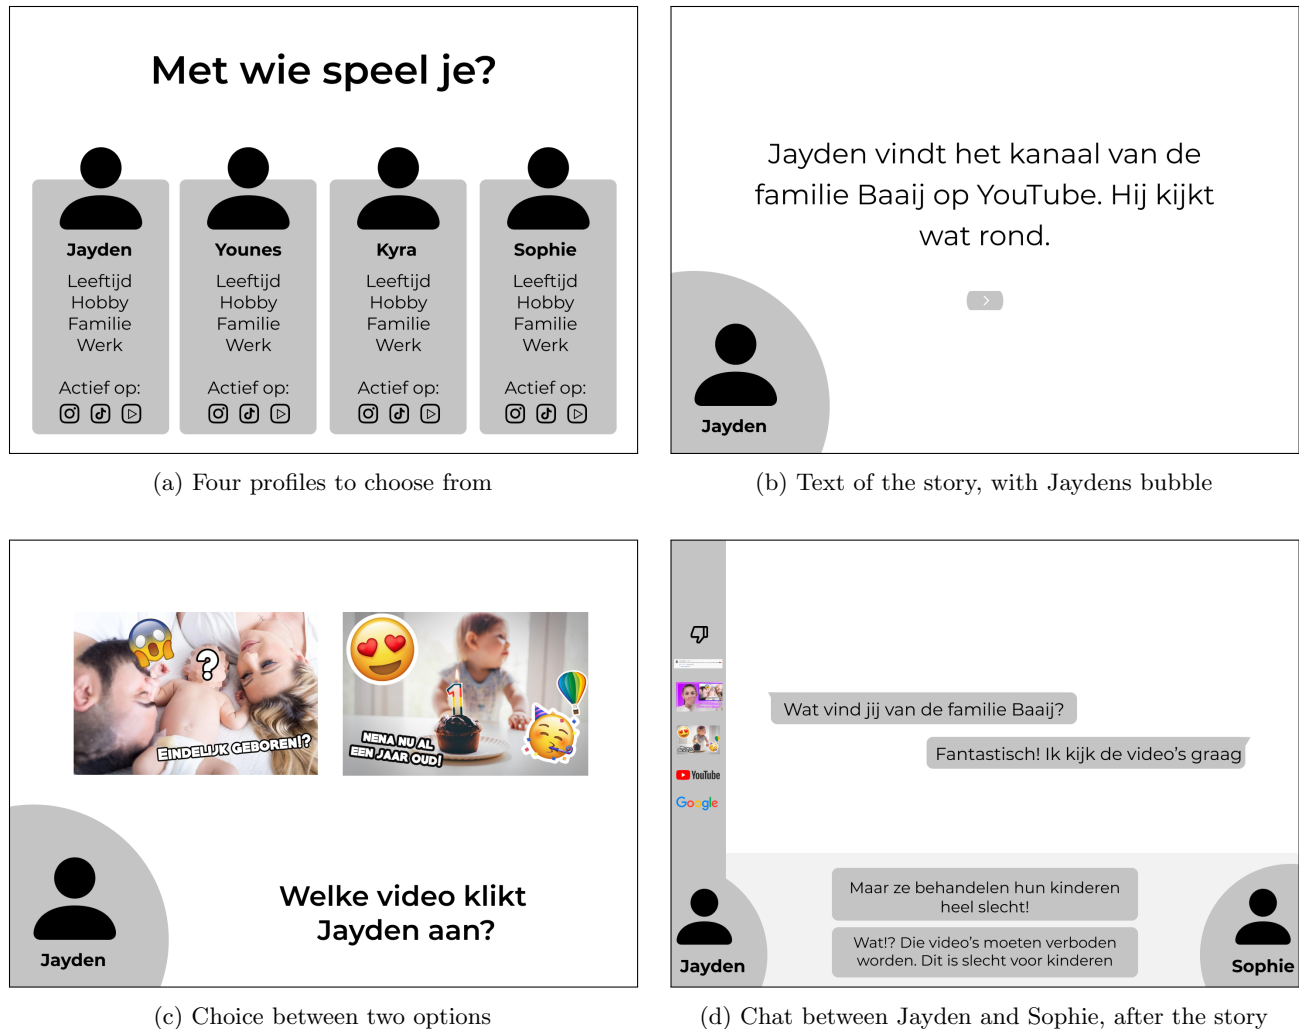 Met wie speel je?
Jayden
Leeftijd
Hobby
Familie
Werk
Actief op:
Younes
Leeftijd
Hobby
Familie
Werk
Actief op:
Kyra
Leeftijd
Hobby
Familie
Werk
Actief op:
Sophie
Leeftijd
Hobby
Familie
Werk
Actief op:
(a) Four profiles to choose from
Jayden vindt het kanaal van de
familie Baaij op YouTube. Hij kijkt
wat rond.
Jayden
(b) Text of the story, with Jaydens bubble
?
EINDELIJK GEBOREN!?
1
NENA NU AL
EEN JAAR OUD!
Welke video klikt
Jayden aan?
Jayden
(c) Choice between two options
YouTube
Google
Wat vind jij van de familie Baaij?
Fantastisch! Ik kijk de video's graag
Maar ze behandelen hun kinderen
heel slecht!
Wat!? Die video's moeten verboden
worden. Dit is slecht voor kinderen
Jayden
Sophie
(d) Chat between Jayden and Sophie, after the story